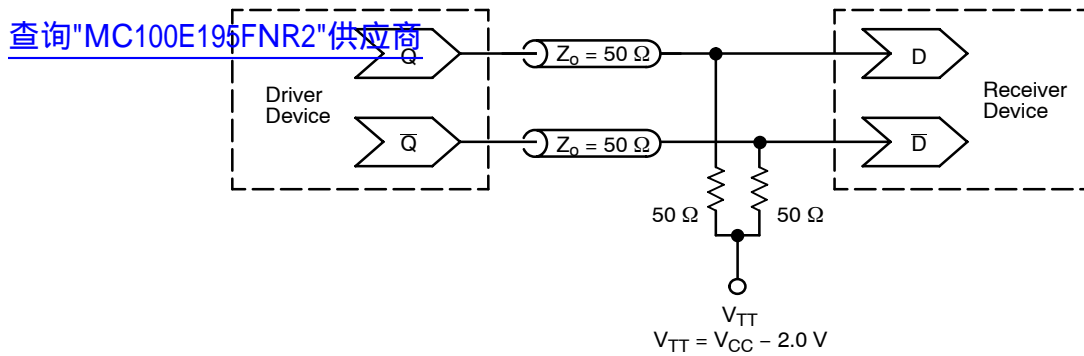 查询"MC100E195FNR2"供应商
Q
Z₀ = 50 Ω
D
Driver
Device
Receiver
Device
Q̅
Z₀ = 50 Ω
D̅
50 Ω
50 Ω
V_TT
V_TT = V_CC − 2.0 V